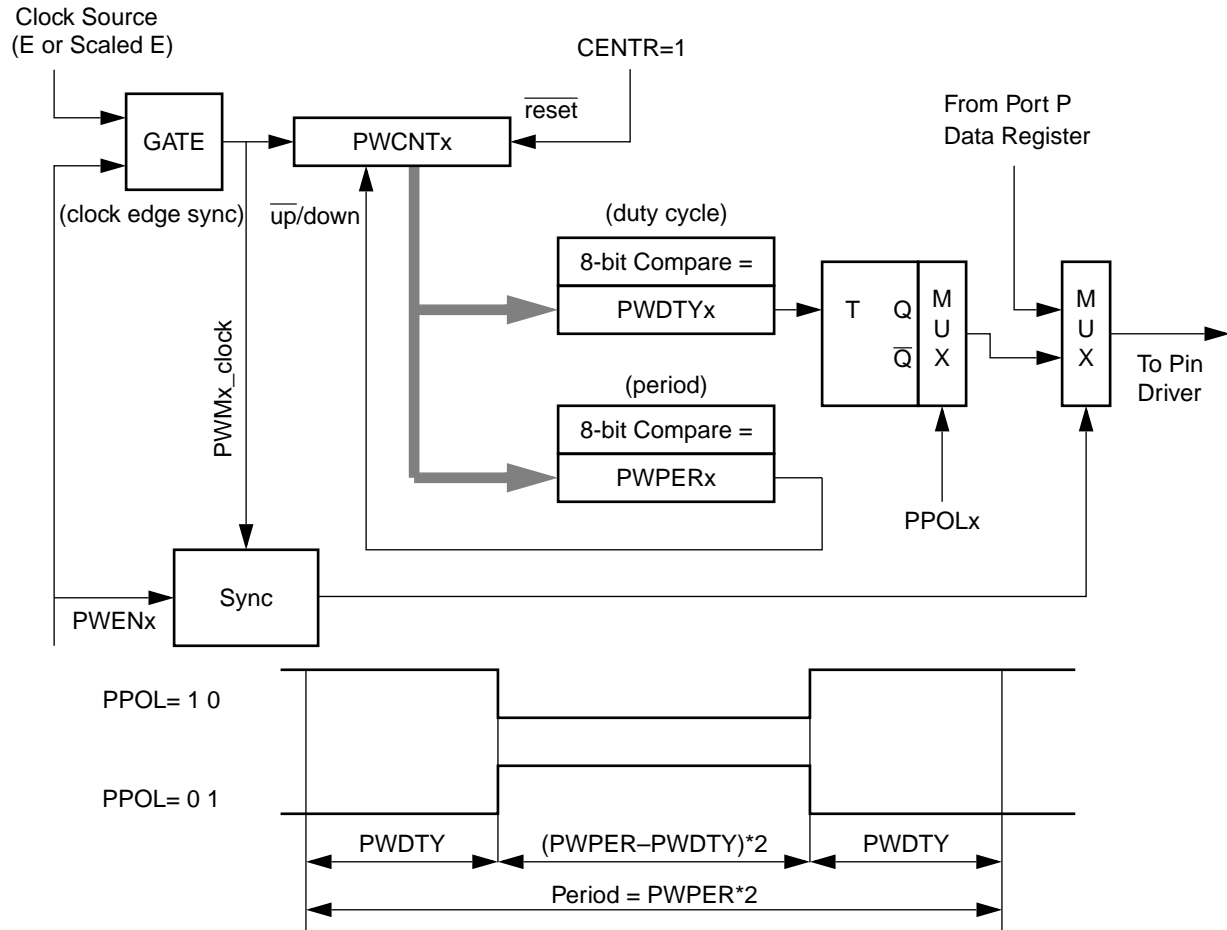 Clock Source
(E or Scaled E)
CENTR=1
From Port P
Data Register
reset
GATE
PWCNTx
(clock edge sync)
up/down
(duty cycle)
8-bit Compare =
PWDTYx
T Q
Q
M
U
X
M
U
X
To Pin
Driver
PWMx_clock
(period)
8-bit Compare =
PWPERx
PPOLx
Sync
PWENx
PPOL= 1 0
PPOL= 0 1
PWDTY
(PWPER–PWDTY)*2
PWDTY
Period = PWPER*2